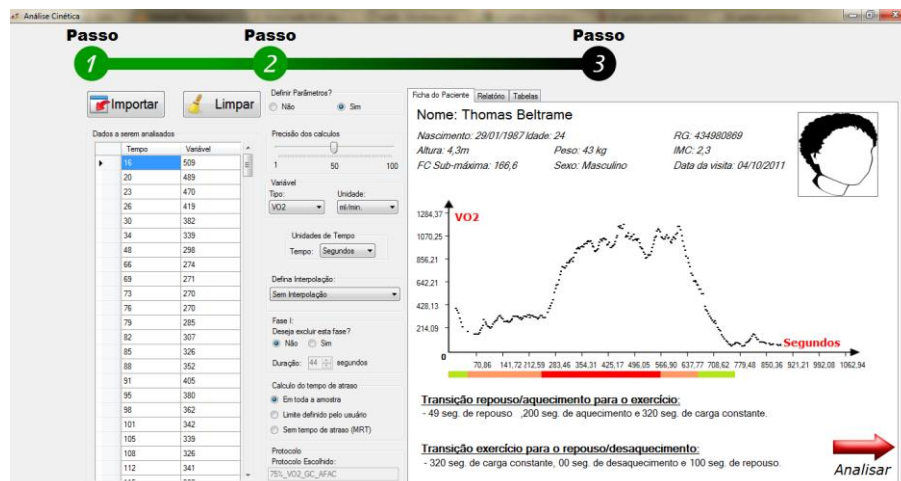 Análise Cinética
Passo Passo Passo
1 2 3
Importar Limpar
Dados a serem analisados
Tempo Variável
16 509
20 489
23 470
26 419
30 382
34 339
48 298
66 274
69 271
73 270
76 270
79 285
82 307
85 326
88 352
91 405
95 380
98 362
101 342
105 339
108 326
112 341
Definir Parâmetros?
Não Sim
Precisão dos calculos
1 50 100
Variável
Tipo: Unidade:
VO2 ml/min.
Unidades de Tempo
Tempo: Segundos
Defina Interpolação:
Sem Interpolação
Fase I:
Deseja excluir esta fase?
Não Sim
Duração: 44 segundos
Calculo do tempo de atraso
Em toda a amostra
Limite definido pelo usuário
Sem tempo de atraso (MRT)
Protocolo
Protocolo Escolhido:
75%_VO2_GC_AFAC
Ficha do Paciente Relatório Tabelas
Nome: Thomas Beltrame
Nascimento: 29/01/1987 Idade: 24 RG: 434980869
Altura: 4,3m Peso: 43 kg IMC: 2,3
FC Sub-máxima: 166,6 Sexo: Masculino Data da visita: 04/10/2011
1284,37 VO2
1070,25
856,21
642,21
428,13
214,09
Segundos
0
70,86 141,72 212,59 283,46 354,31 425,17 496,05 566,90 637,77 708,62 779,48 850,36 921,21 992,08 1062,94
Transição repouso/aquecimento para o exercício:
- 49 seg. de repouso ,200 seg. de aquecimento e 320 seg. de carga constante.
Transição exercício para o repouso/desaquecimento:
- 320 seg. de carga constante, 00 seg. de desaquecimento e 100 seg. de repouso.
Analisar